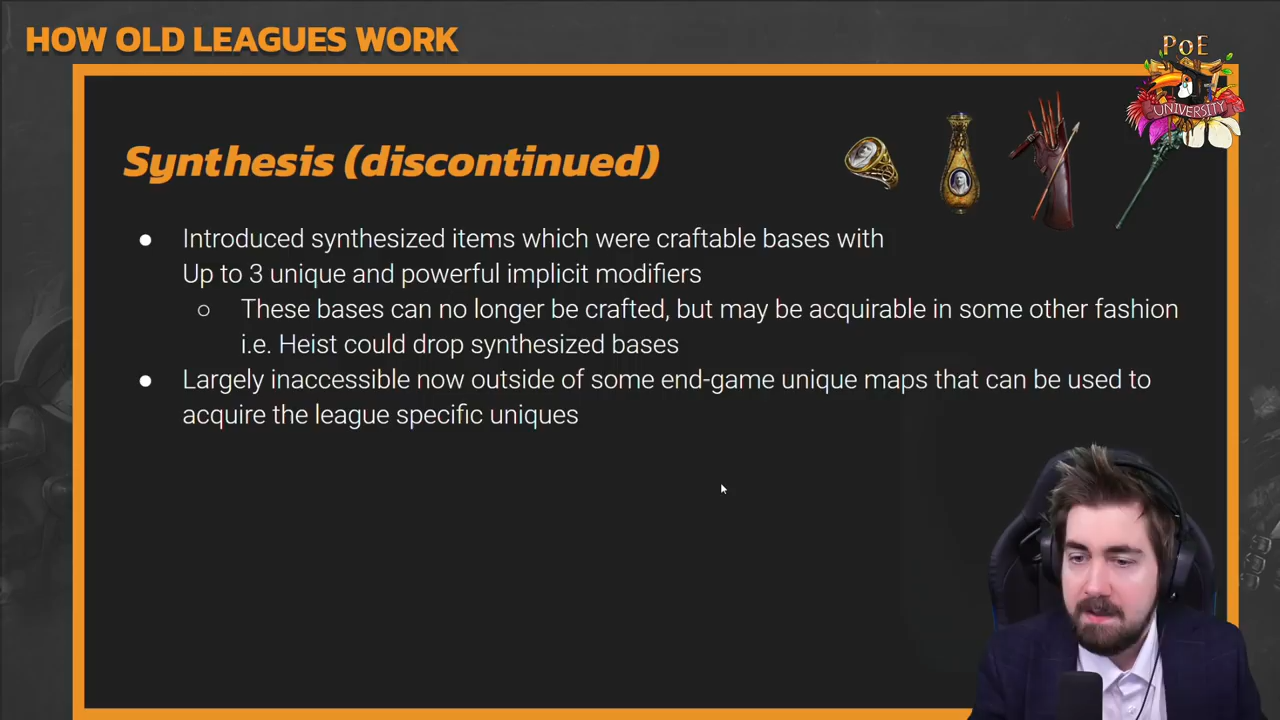 HOW OLD LEAGUES WORK
PoE
UNIVERSITY
Synthesis (discontinued)
● Introduced synthesized items which were craftable bases with
Up to 3 unique and powerful implicit modifiers
○ These bases can no longer be crafted, but may be acquirable in some other fashion
i.e. Heist could drop synthesized bases
● Largely inaccessible now outside of some end-game unique maps that can be used to
acquire the league specific uniques